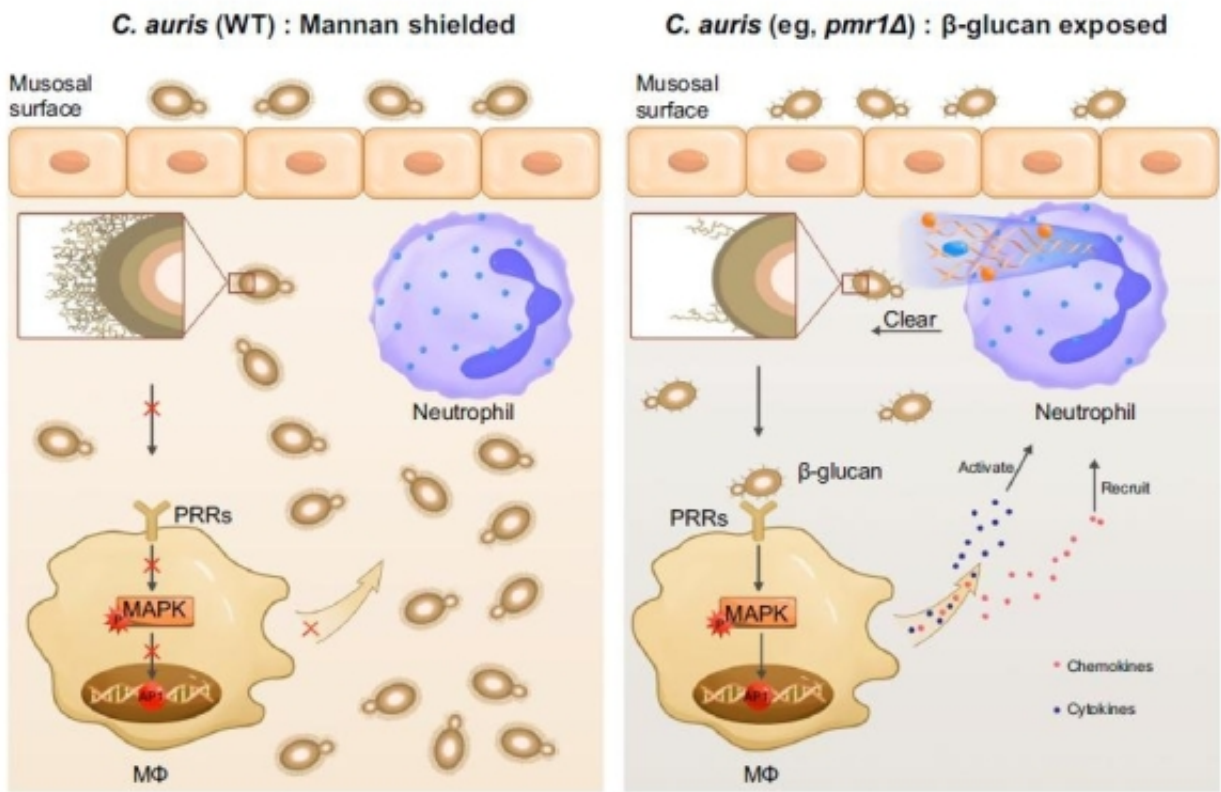 C. auris (WT) : Mannan shielded
Musosal
surface
Neutrophil
PRRs
MAPK
P
AP1
MΦ
C. auris (eg, pmr1Δ) : β-glucan exposed
Musosal
surface
Clear
Neutrophil
β-glucan
Activate
Recruit
PRRs
MAPK
P
AP1
Chemokines
Cytokines
MΦ